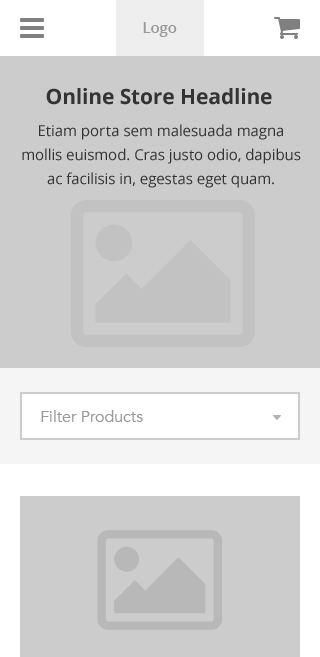 Logo
Online Store Headline
Etiam porta sem malesuada magna
mollis euismod. Cras justo odio, dapibus
ac facilisis in, egestas eget quam.
Filter Products